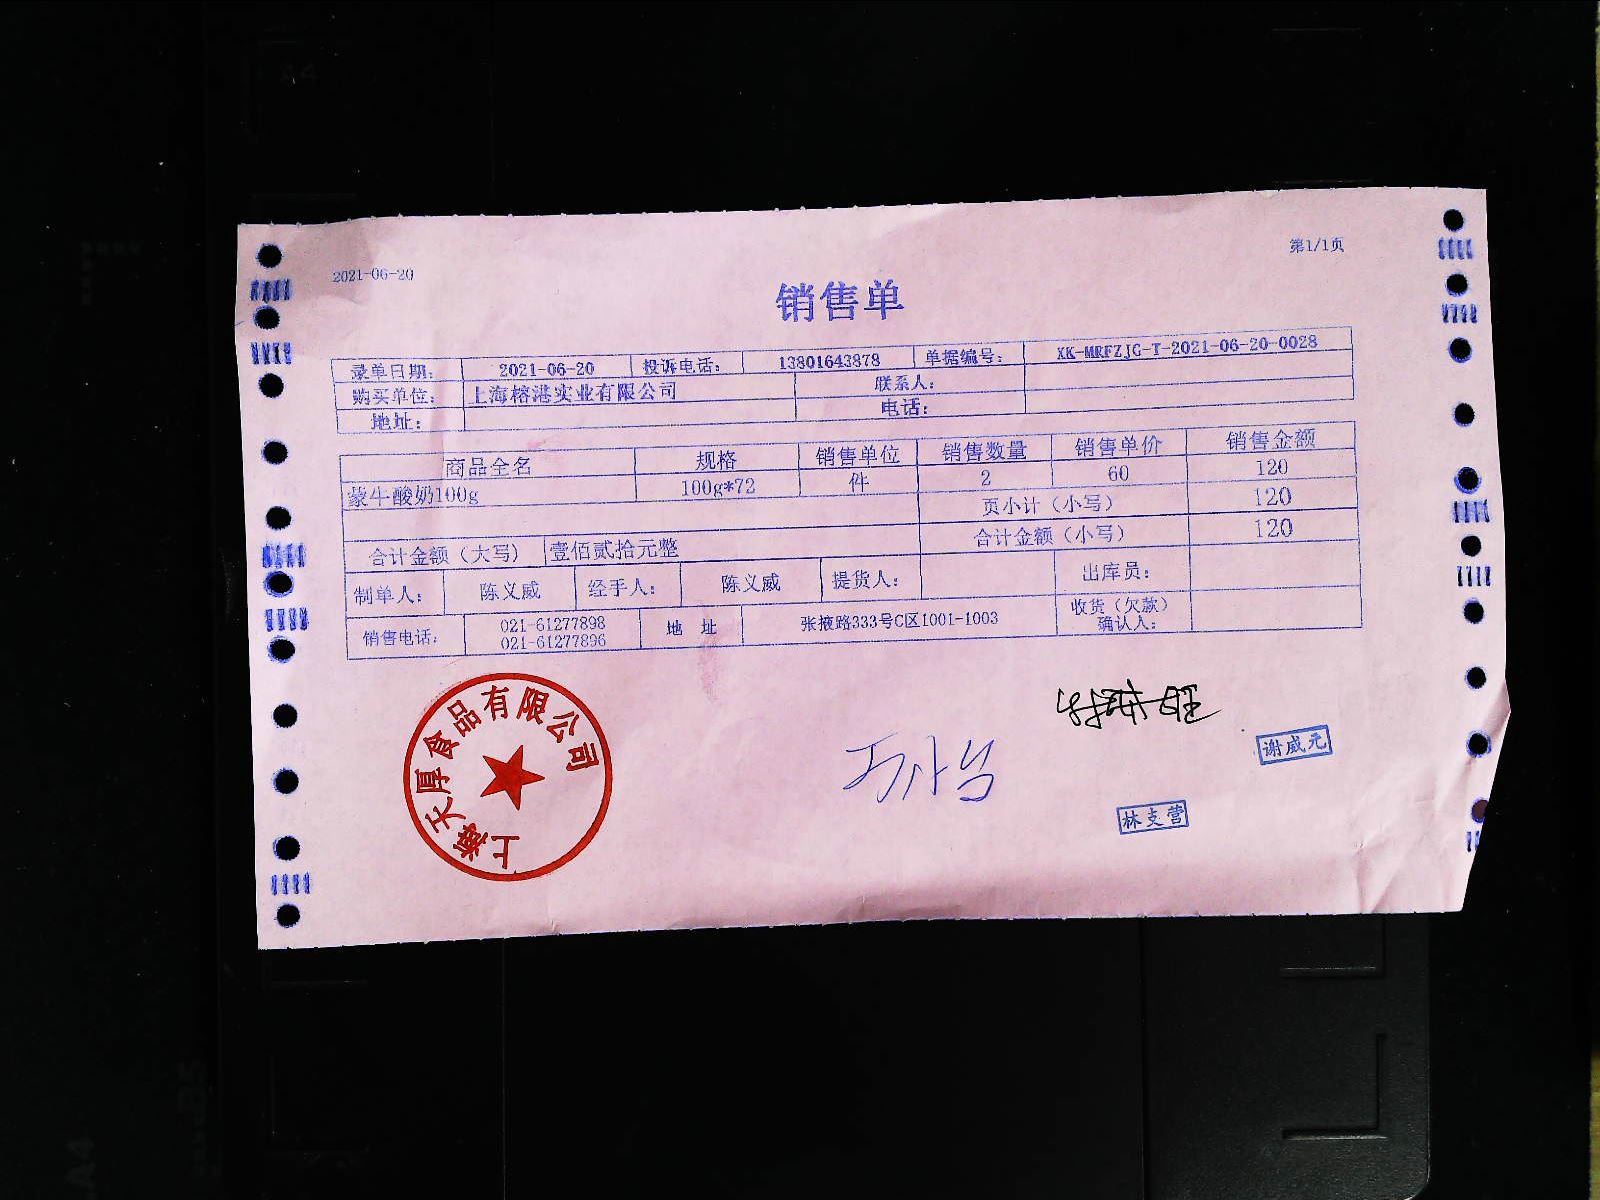 第1/1页
2021-06-20
销售单
录单日期： 2021-06-20 投诉电话： 13801643878 单据编号： XK-MRFZJG-T-2021-06-20-0028
购买单位： 上海榕港实业有限公司 联系人：
地址： 电话：
商品全名 规格 销售单位 销售数量 销售单价 销售金额
蒙牛酸奶100g 100g*72 件 2 60 120
页小计（小写） 120
合计金额（大写） 壹佰贰拾元整 合计金额（小写） 120
制单人： 陈义威 经手人： 陈义威 提货人： 出库员：
销售电话： 021-61277898 021-61277896 地 址 张掖路333号C区1001-1003 收货（欠款）确认人：
上海天厚食品有限公司
谢威元
林支营